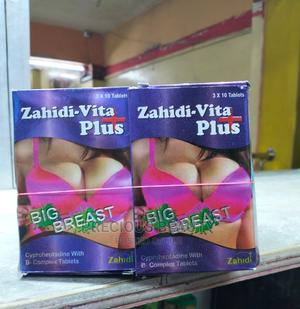 3 X 10 Tablets
Zahidi-Vita
Plus
BIG
BREAST
Cyproheptadine With
B- Complex Tablets
Zahidi
3 X 10 Tablets
Zahidi-Vita
Plus
BIG
BREAST
Cyproheptadine With
B- Complex Tablets
Zahidi
PRECIOUS